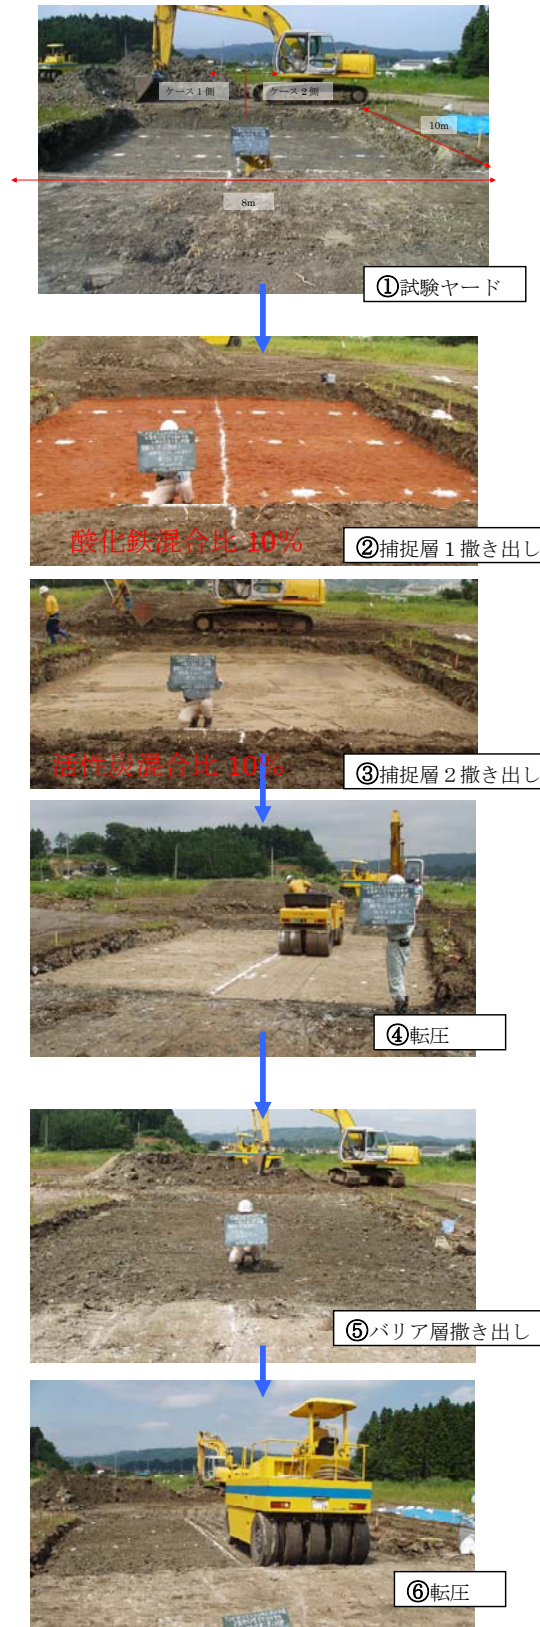 ケース1側
ケース2側
10m
8m
①試験ヤード
酸化鉄混合比 10%
②捕捉層１撒き出し
活性炭混合比 10%
③捕捉層２撒き出し
④転圧
⑤バリア層撒き出し
⑥転圧